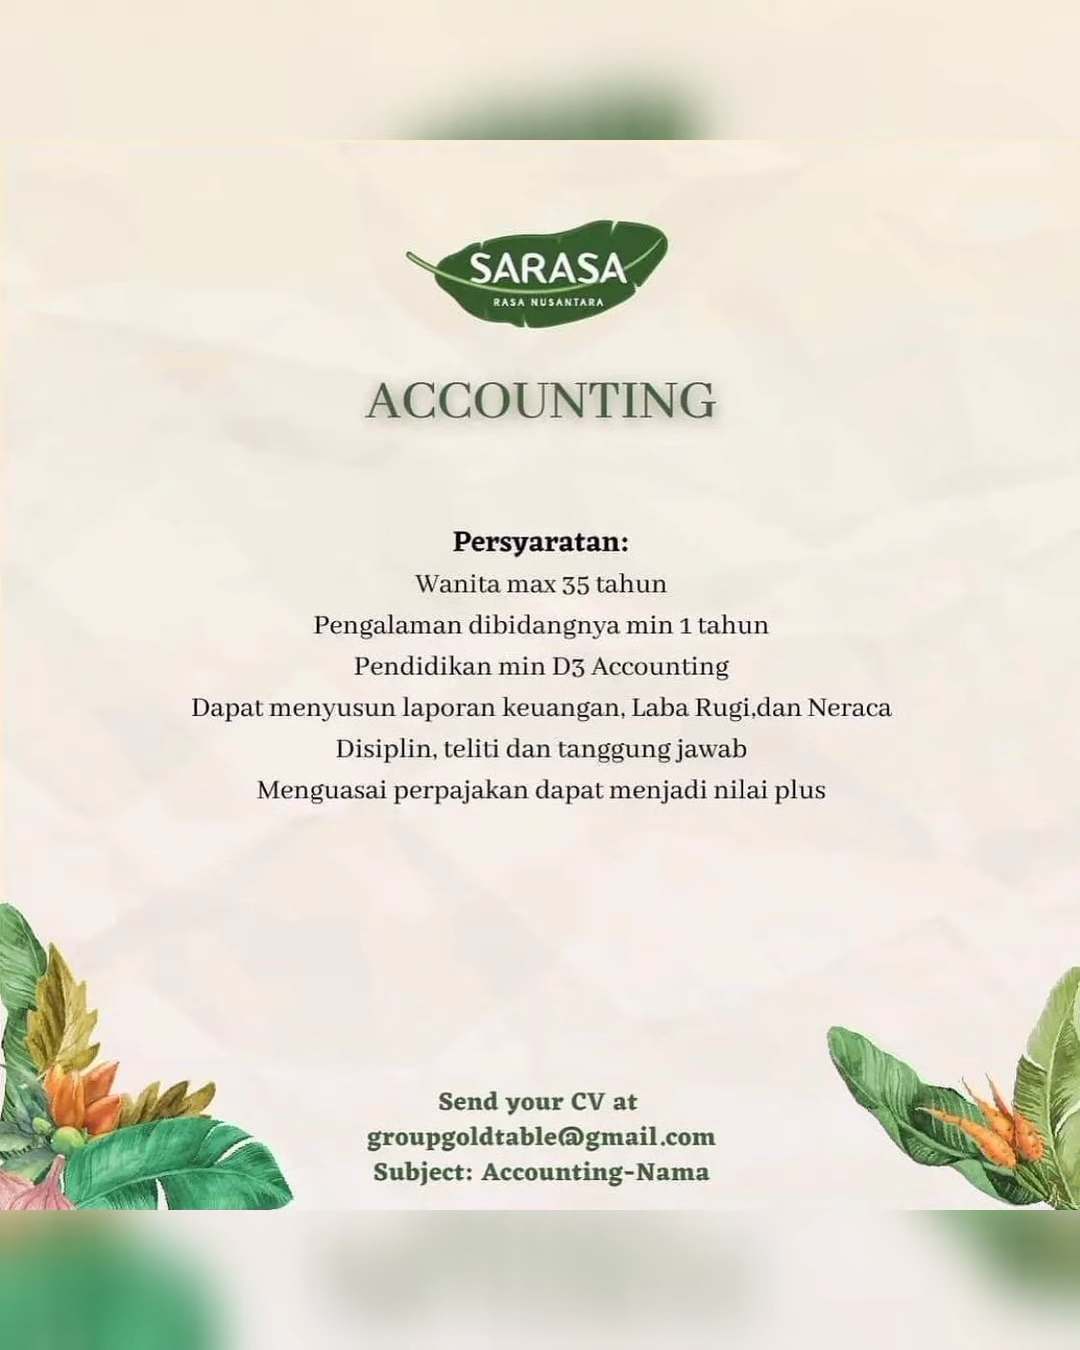 SARASA
RASA NUSANTARA
ACCOUNTING
Persyaratan:
Wanita max 35 tahun
Pengalaman dibidangnya min 1 tahun
Pendidikan min D3 Accounting
Dapat menyusun laporan keuangan, Laba Rugi,dan Neraca
Disiplin, teliti dan tanggung jawab
Menguasai perpajakan dapat menjadi nilai plus
Send your CV at
groupgoldtable@gmail.com
Subject: Accounting-Nama